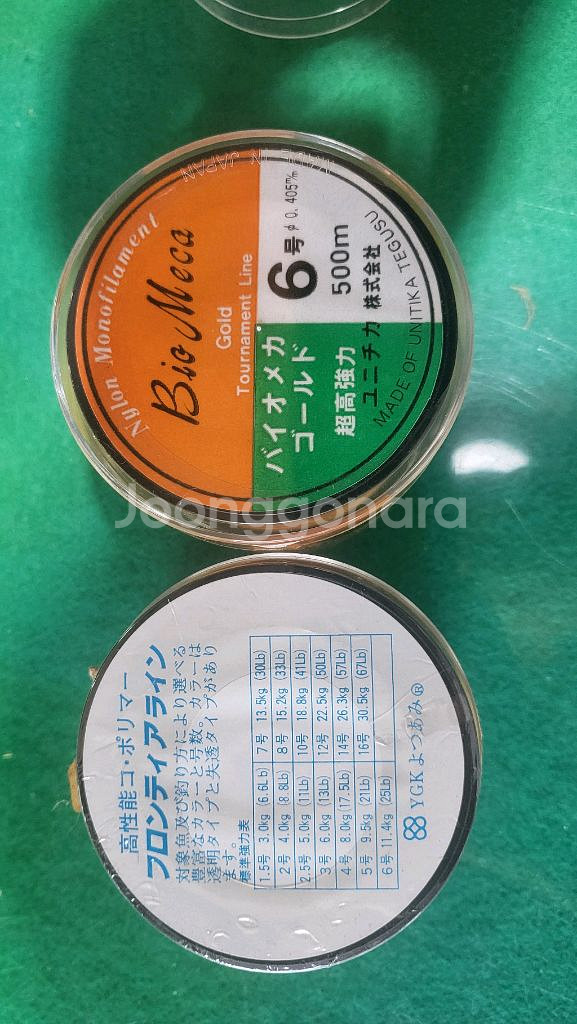 MADE IN JAPAN
Nylon Monofilament
Bio Meca
Gold
Tournament Line
6号 φ0.405%
500m
バイオメカ
ゴールド
超高強力
ユニチカ株式会社
MADE OF UNITIKA TEGUSU
Joonggonara
高性能コ・ポリマー
フロンティアライン
対象魚及び釣り方により選べる
豊富なカラーと号数。カラーは
透明タイプと失透タイプがあり
ます。
標準強力表
1.5号 3.0kg (6.6Lb) 7号 13.5kg (30Lb)
2号 4.0kg (8.8Lb) 8号 15.2kg (33Lb)
2.5号 5.0kg (11Lb) 10号 18.8kg (41Lb)
3号 6.0kg (13Lb) 12号 22.5kg (50Lb)
4号 8.0kg (17.5Lb) 14号 26.3kg (57Lb)
5号 9.5kg (21Lb) 16号 30.5kg (67Lb)
6号 11.4kg (25Lb)
YGKよつあみ®